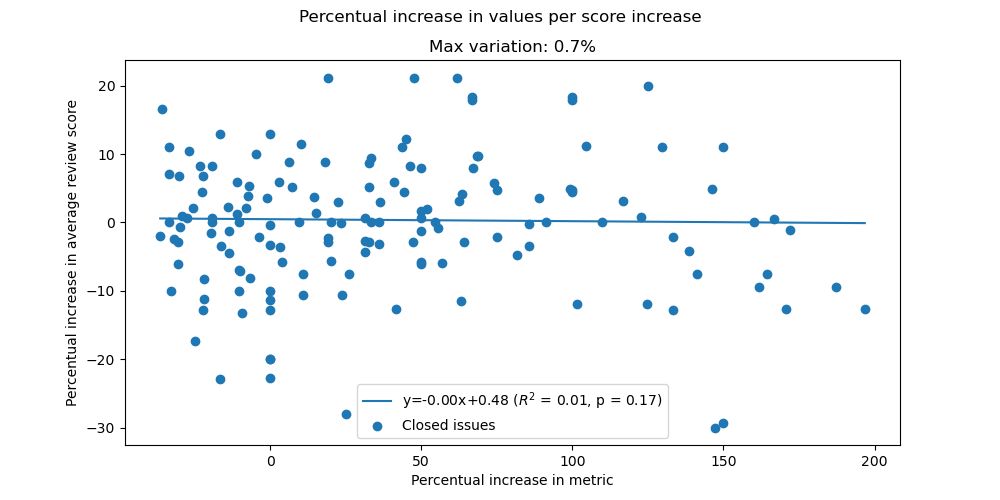 Percentual increase in values per score increase
Max variation: 0.7%
Percentual increase in average review score
20
10
0
−10
−20
−30
y=-0.00x+0.48 (R² = 0.01, p = 0.17)
Closed issues
0
50
100
150
200
Percentual increase in metric